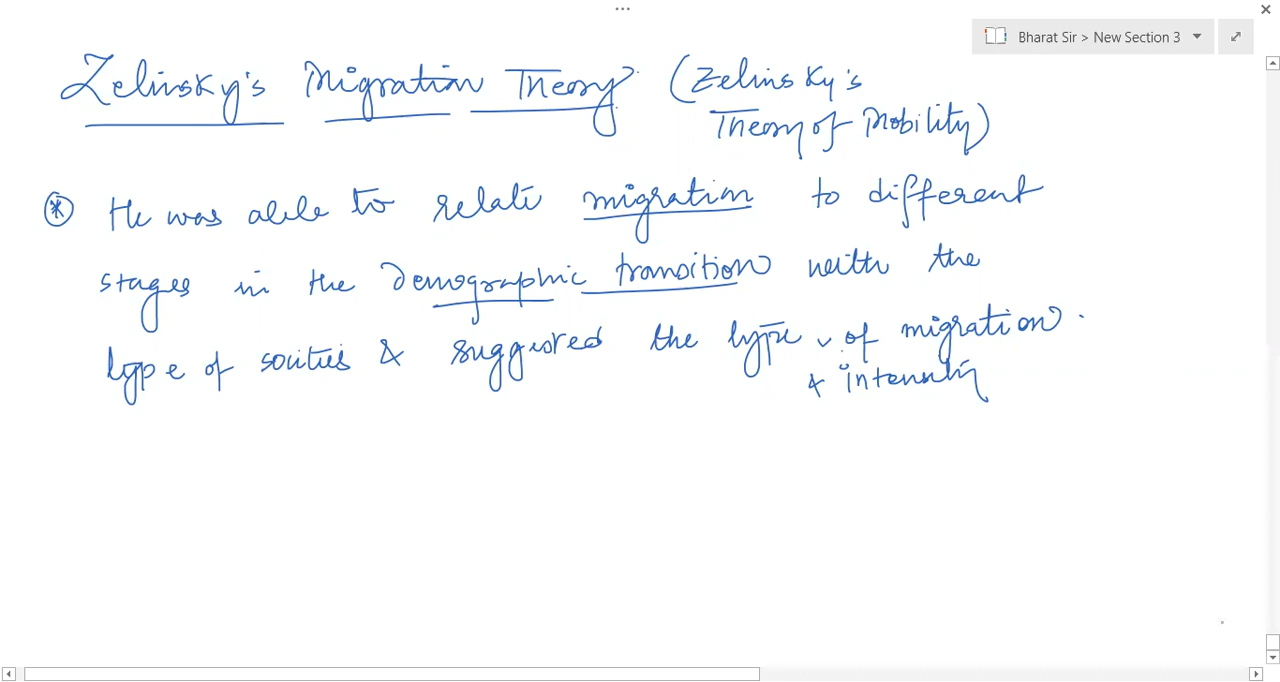 ...
Bharat Sir > New Section 3
Zelinsky's Migration Theory (Zelinsky's
Theory of Mobility)
* He was able to relate migration to different
stages in the demographic transition with the
type of socities & suggested the type of migration.
& intensity